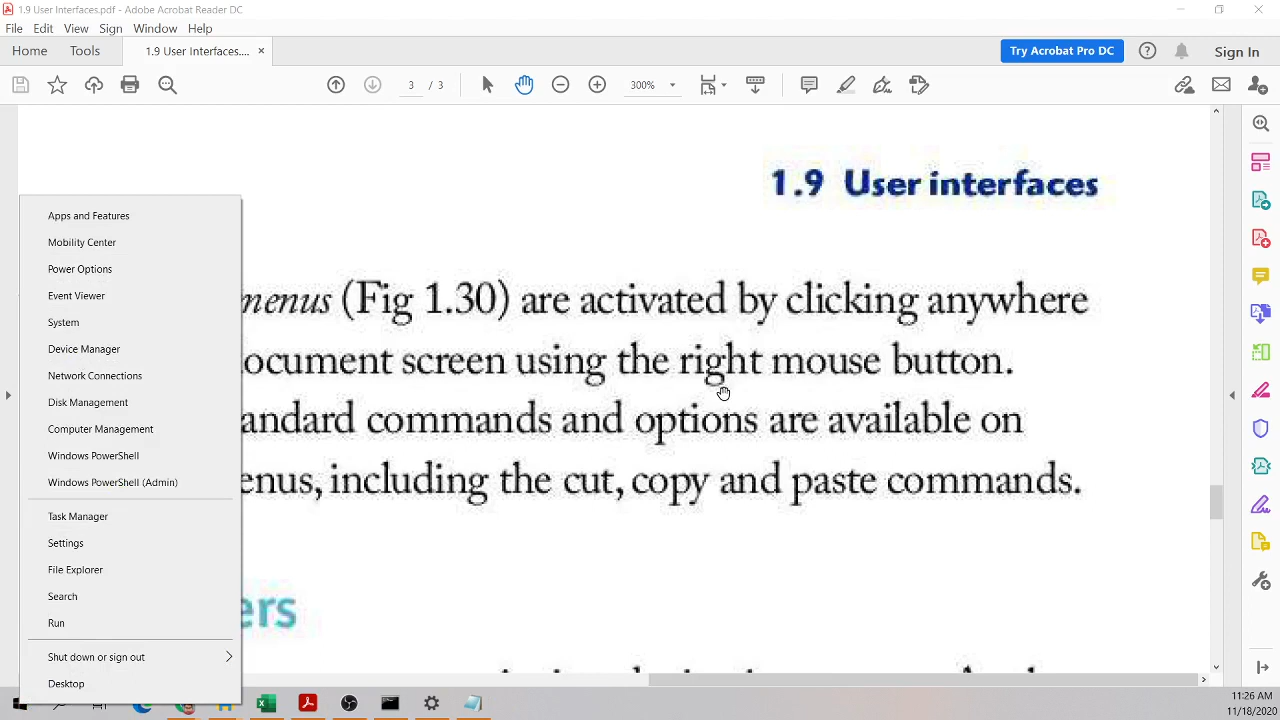 1.9 User Interfaces.pdf - Adobe Acrobat Reader DC
File Edit View Sign Window Help
Home Tools 1.9 User Interfaces.... × Try Acrobat Pro DC Sign In
3 / 3 300%
1.9 User interfaces
menus (Fig 1.30) are activated by clicking anywhere
ocument screen using the right mouse button.
andard commands and options are available on
enus, including the cut, copy and paste commands.
ers
Apps and Features
Mobility Center
Power Options
Event Viewer
System
Device Manager
Network Connections
Disk Management
Computer Management
Windows PowerShell
Windows PowerShell (Admin)
Task Manager
Settings
File Explorer
Search
Run
Shut down or sign out
Desktop
11:26 AM
11/18/2020